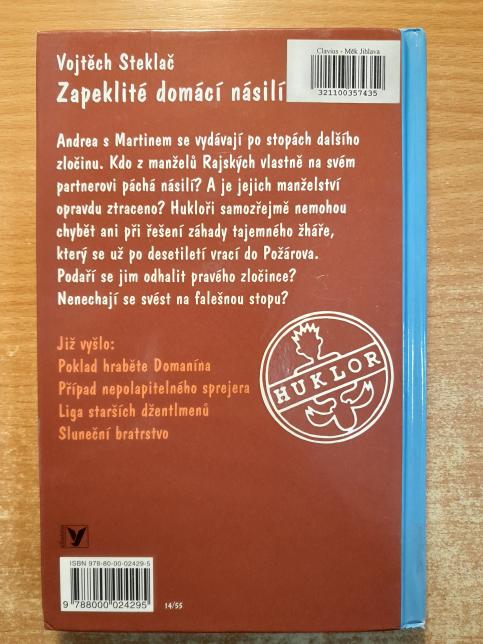 Vojtěch Steklač
Zapeklité domácí násilí
Clavius - Měk Jihlava
321100357435
Andrea s Martinem se vydávají po stopách dalšího
zločinu. Kdo z manželů Rajských vlastně na svém
partnerovi páchá násilí? A je jejich manželství
opravdu ztraceno? Hukloři samozřejmě nemohou
chybět ani při řešení záhady tajemného žháře,
který se už po desetiletí vrací do Požárova.
Podaří se jim odhalit pravého zločince?
Nenechají se svést na falešnou stopu?
Již vyšlo:
Poklad hraběte Domanína
Případ nepolapitelného sprejera
Liga starších džentlmenů
Sluneční bratrstvo
HUKLOR
ISBN 978-80-00-02429-5
9 788000 024295
14/55